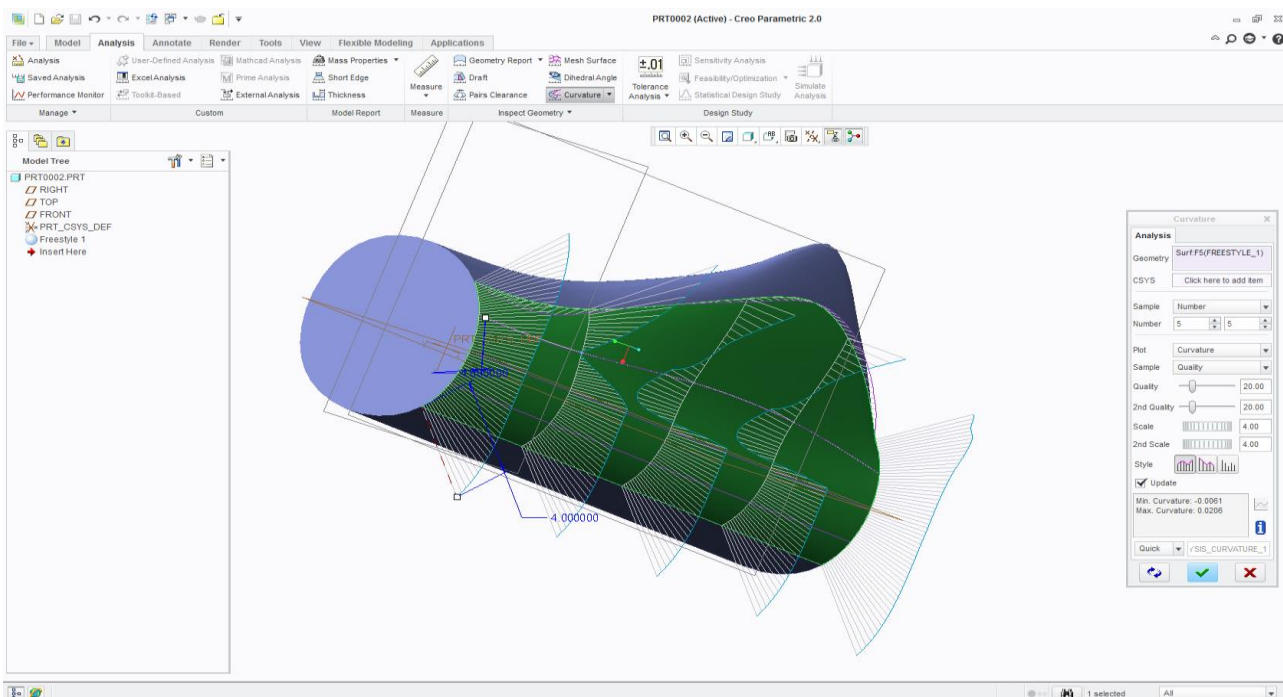 PRT0002 (Active) - Creo Parametric 2.0
File Model Analysis Annotate Render Tools View Flexible Modeling Applications
Analysis User-Defined Analysis Mathcad Analysis Mass Properties Geometry Report Mesh Surface Sensitivity Analysis
Saved Analysis Excel Analysis Prime Analysis Short Edge Measure Draft Dihedral Angle ±.01 Tolerance Analysis Feasibility/Optimization Simulate Analysis
Performance Monitor Toolkit-Based External Analysis Thickness Pairs Clearance Curvature Statistical Design Study
Manage Custom Model Report Measure Inspect Geometry Design Study
Model Tree
PRT0002.PRT
RIGHT
TOP
FRONT
PRT_CSYS_DEF
Freestyle 1
Insert Here
4.000000
Curvature
Analysis
Geometry Surf:F5(FREESTYLE_1)
CSYS Click here to add item
Sample Number
Number 5 5
Plot Curvature
Sample Quality
Quality 20.00
2nd Quality 20.00
Scale 4.00
2nd Scale 4.00
Style
Update
Min. Curvature: -0.0061
Max. Curvature: 0.0206
Quick YSIS_CURVATURE_1
1 selected All